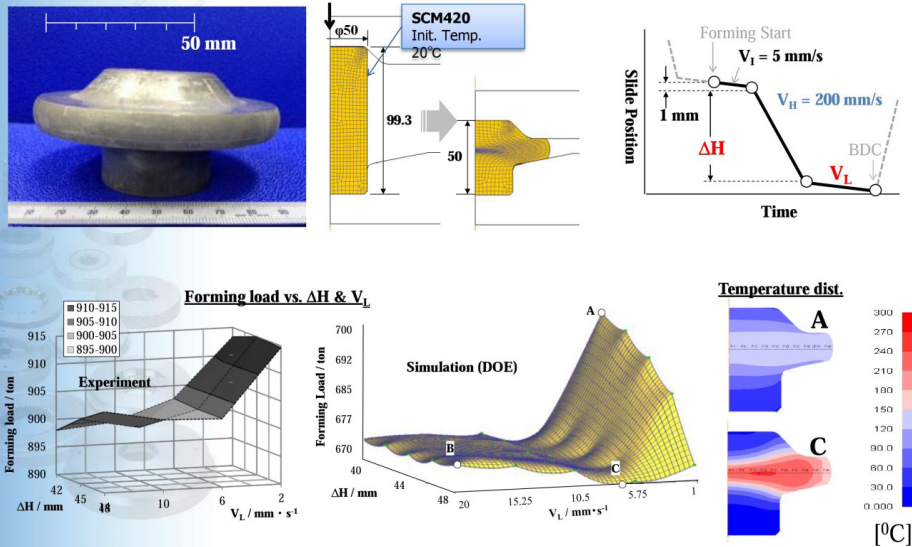 50 mm
φ50
SCM420
Init. Temp.
20℃
99.3
50
Slide Position
Forming Start
V_I = 5 mm/s
1 mm
V_H = 200 mm/s
ΔH
BDC
V_L
Time
Forming load vs. ΔH & V_L
910-915
905-910
900-905
895-900
915
910
905
900
895
890
Forming load / ton
Experiment
42
45
48
ΔH / mm
10
6
2
V_L / mm・s⁻¹
700
692
685
677
670
Forming Load / ton
Simulation (DOE)
A
B
C
40
44
48
ΔH / mm
20
15.25
10.5
5.75
1
V_L / mm·s⁻¹
Temperature dist.
A
C
300
270
240
210
180
150
120
90.0
60.0
30.0
0.000
[⁰C]